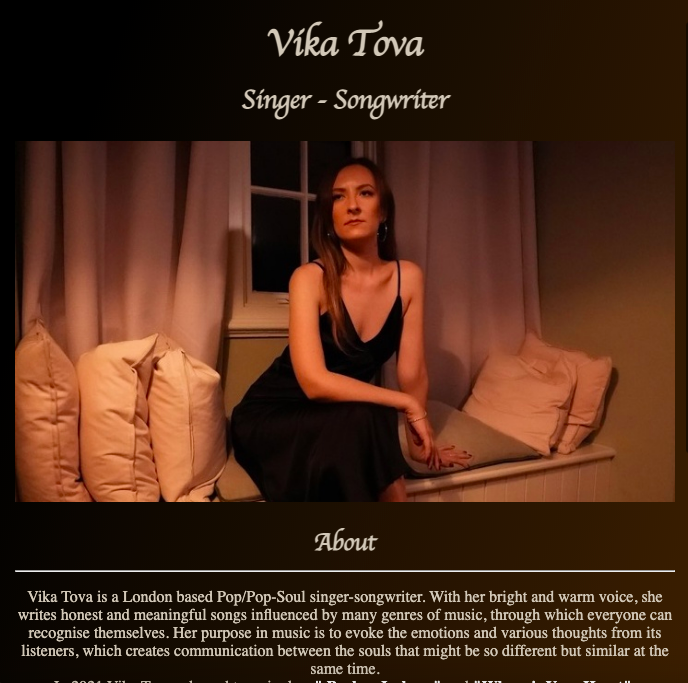 Vika Tova
Singer - Songwriter
About
Vika Tova is a London based Pop/Pop-Soul singer-songwriter. With her bright and warm voice, she
writes honest and meaningful songs influenced by many genres of music, through which everyone can
recognise themselves. Her purpose in music is to evoke the emotions and various thoughts from its
listeners, which creates communication between the souls that might be so different but similar at the
same time.